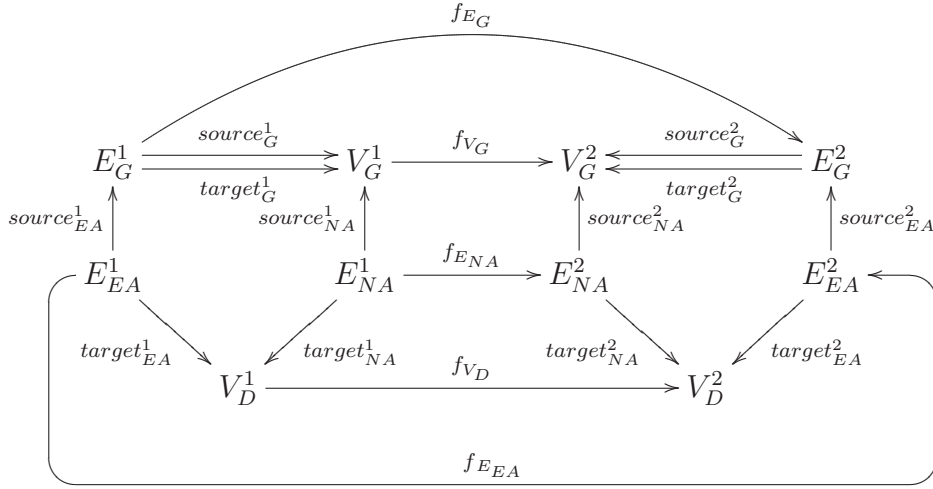 f_{E_G}
source^1_G f_{V_G} source^2_G
E^1_G V^1_G V^2_G E^2_G
target^1_G target^2_G
source^1_{EA} source^1_{NA} source^2_{NA} source^2_{EA}
f_{E_{NA}}
E^1_{EA} E^1_{NA} E^2_{NA} E^2_{EA}
target^1_{EA} target^1_{NA} target^2_{NA} target^2_{EA}
f_{V_D}
V^1_D V^2_D
f_{E_{EA}}